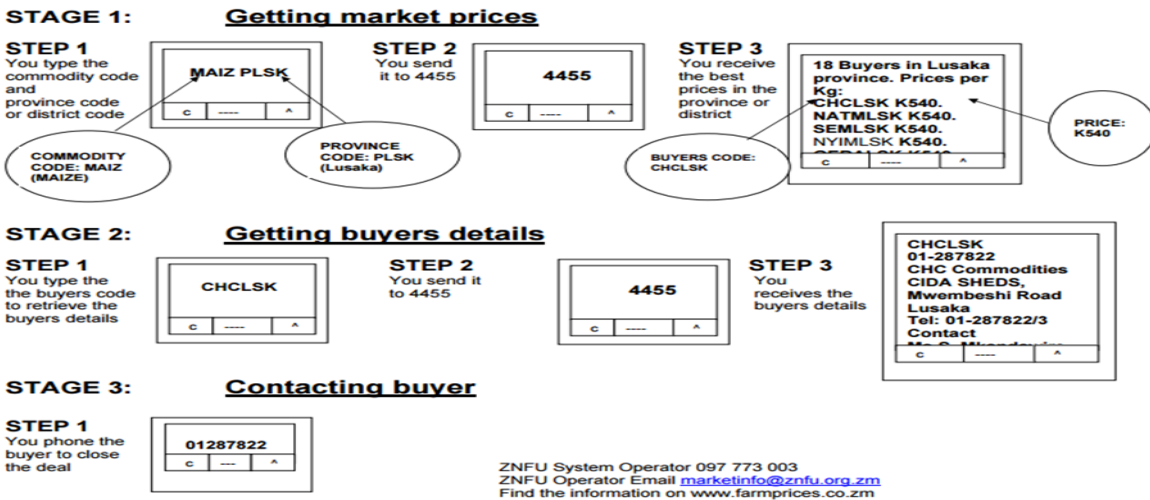 STAGE 1: Getting market prices
STEP 1
You type the
commodity code
and
province code
or district code
MAIZ PLSK
C ---- ^
COMMODITY
CODE: MAIZ
(MAIZE)
PROVINCE
CODE: PLSK
(Lusaka)
STEP 2
You send
it to 4455
4455
C ---- ^
STEP 3
You receive
the best
prices in the
province or
district
18 Buyers in Lusaka
province. Prices per
Kg:
CHCLSK K540.
NATMLSK K540.
SEMLSK K540.
NYIMLSK K540.
C ---- ^
BUYERS CODE:
CHCLSK
PRICE:
K540
STAGE 2: Getting buyers details
STEP 1
You type the
the buyers code
to retrieve the
buyers details
CHCLSK
C ---- ^
STEP 2
You send it
to 4455
4455
C ---- ^
STEP 3
You
receives the
buyers details
CHCLSK
01-287822
CHC Commodities
CIDA SHEDS,
Mwembeshi Road
Lusaka
Tel: 01-287822/3
Contact
C ---- ^
STAGE 3: Contacting buyer
STEP 1
You phone the
buyer to close
the deal
01287822
C --- ^
ZNFU System Operator 097 773 003
ZNFU Operator Email marketinfo@znfu.org.zm
Find the information on www.farmprices.co.zm